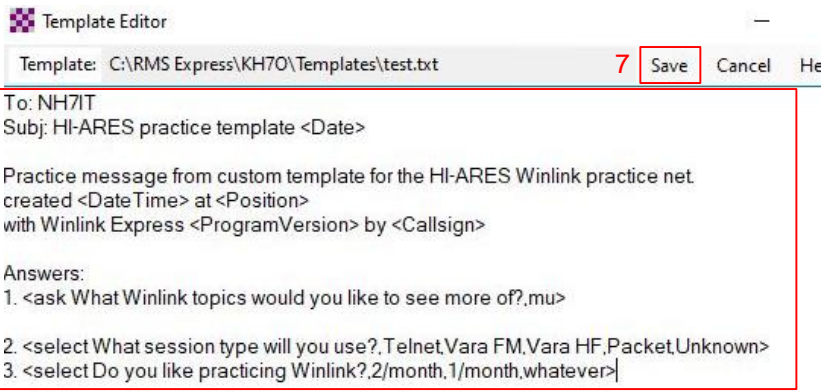 Template Editor
Template: C:\RMS Express\KH7O\Templates\test.txt 7 Save Cancel He
To: NH7IT
Subj: HI-ARES practice template <Date>
Practice message from custom template for the HI-ARES Winlink practice net.
created <DateTime> at <Position>
with Winlink Express <ProgramVersion> by <Callsign>
Answers:
1. <ask What Winlink topics would you like to see more of?,mu>
2. <select What session type will you use?,Telnet,Vara FM,Vara HF,Packet,Unknown>
3. <select Do you like practicing Winlink?,2/month,1/month,whatever>